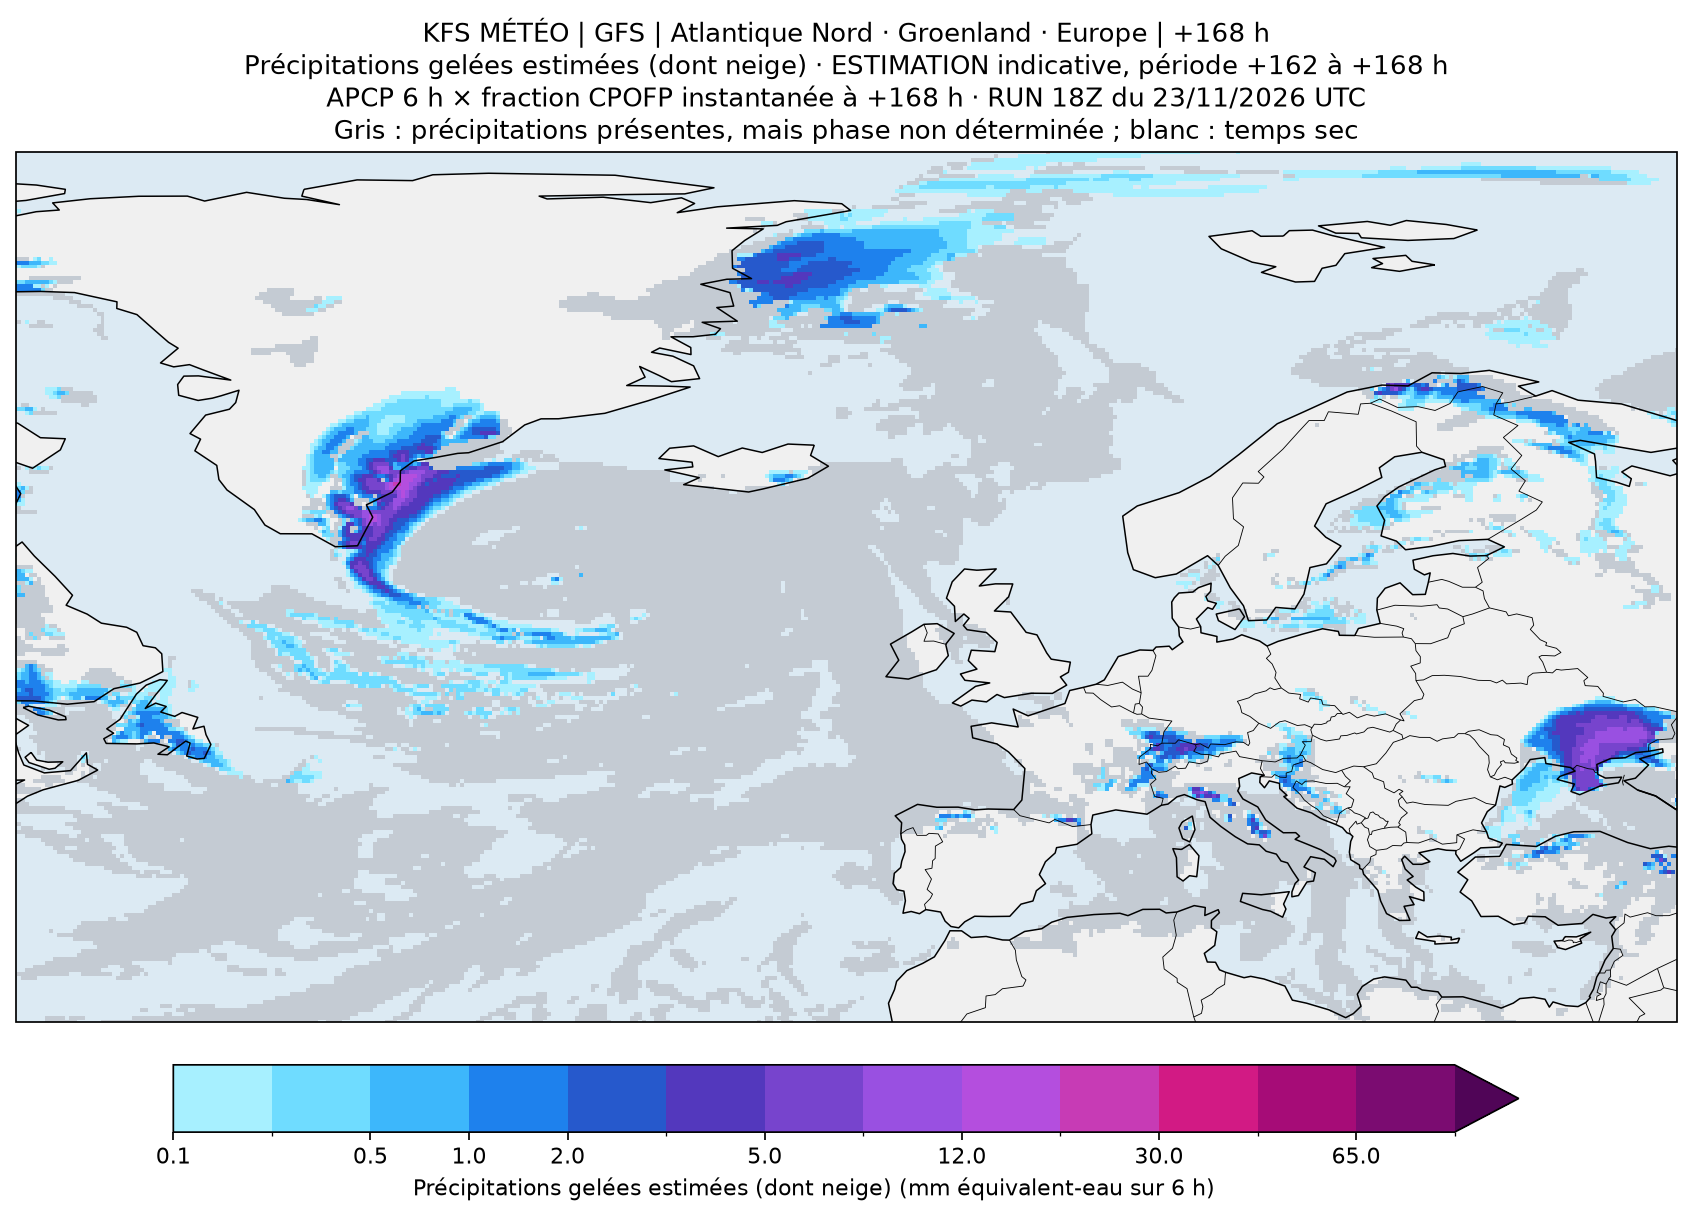 KFS MÉTÉO | GFS | Atlantique Nord · Groenland · Europe | +168 h
Précipitations gelées estimées (dont neige) · ESTIMATION indicative, période +162 à +168 h
APCP 6 h × fraction CPOFP instantanée à +168 h · RUN 18Z du 23/11/2026 UTC
Gris : précipitations présentes, mais phase non déterminée ; blanc : temps sec
0.1 0.5 1.0 2.0 5.0 12.0 30.0 65.0
Précipitations gelées estimées (dont neige) (mm équivalent-eau sur 6 h)